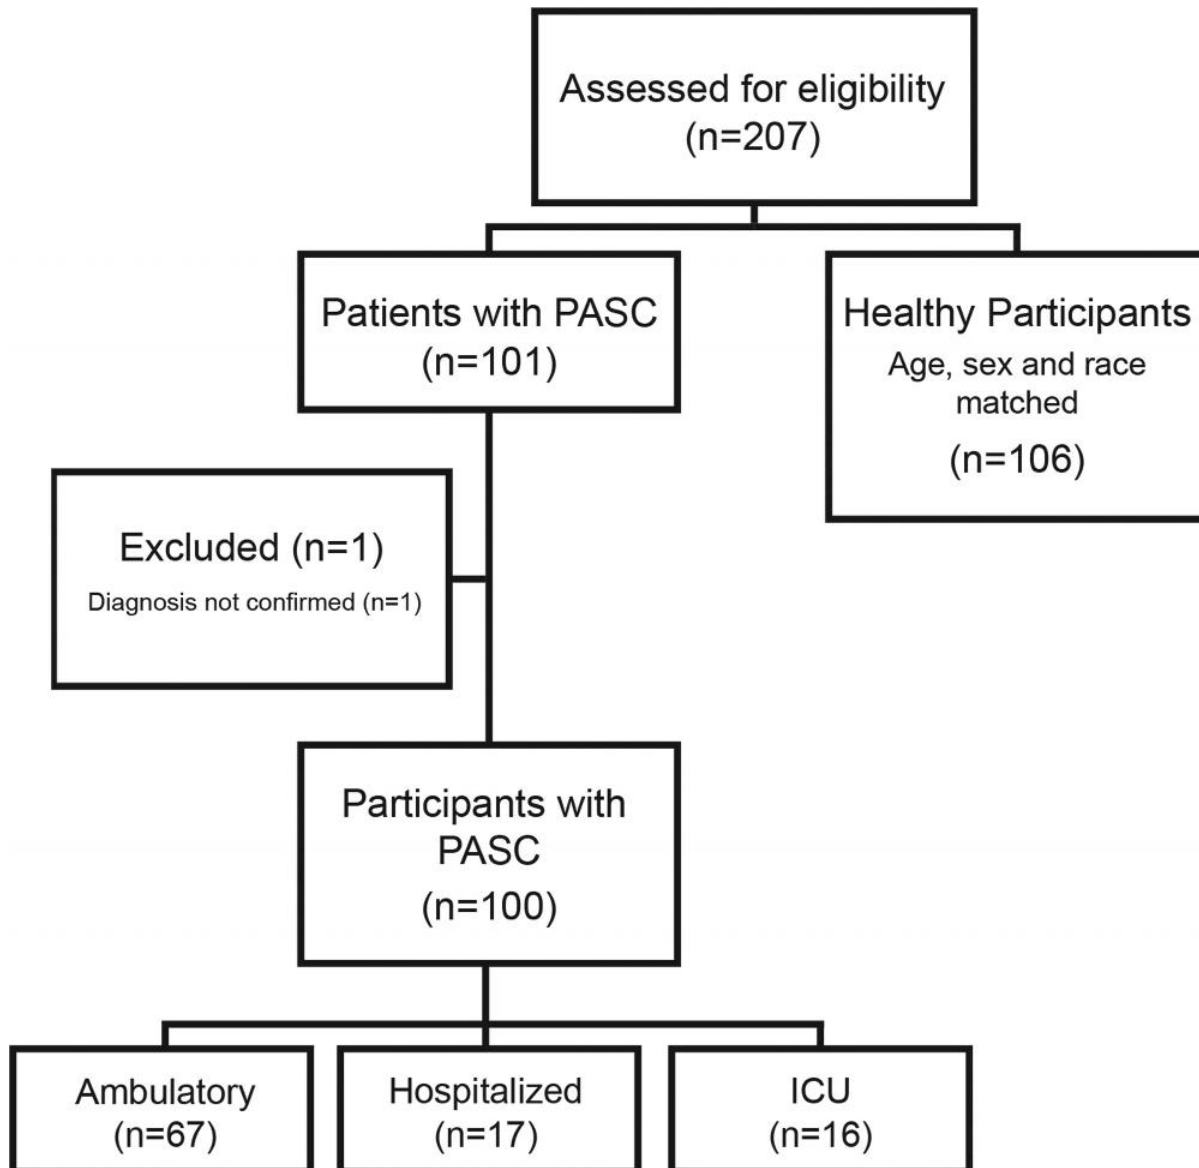 Assessed for eligibility
(n=207)
Patients with PASC
(n=101)
Healthy Participants
Age, sex and race
matched
(n=106)
Excluded (n=1)
Diagnosis not confirmed (n=1)
Participants with
PASC
(n=100)
Ambulatory
(n=67)
Hospitalized
(n=17)
ICU
(n=16)